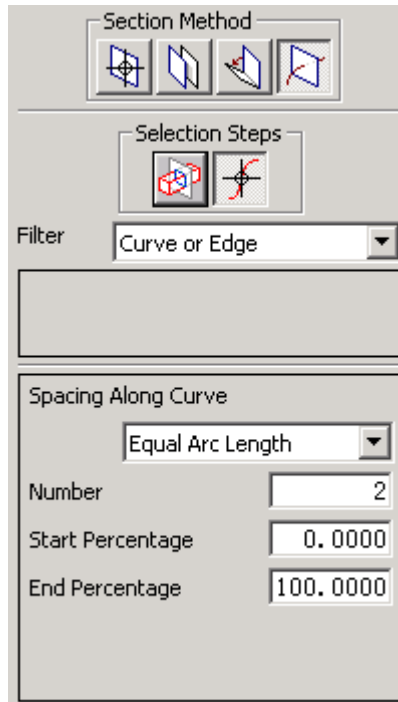 Section Method
Selection Steps
Filter Curve or Edge
Spacing Along Curve
Equal Arc Length
Number 2
Start Percentage 0.0000
End Percentage 100.0000